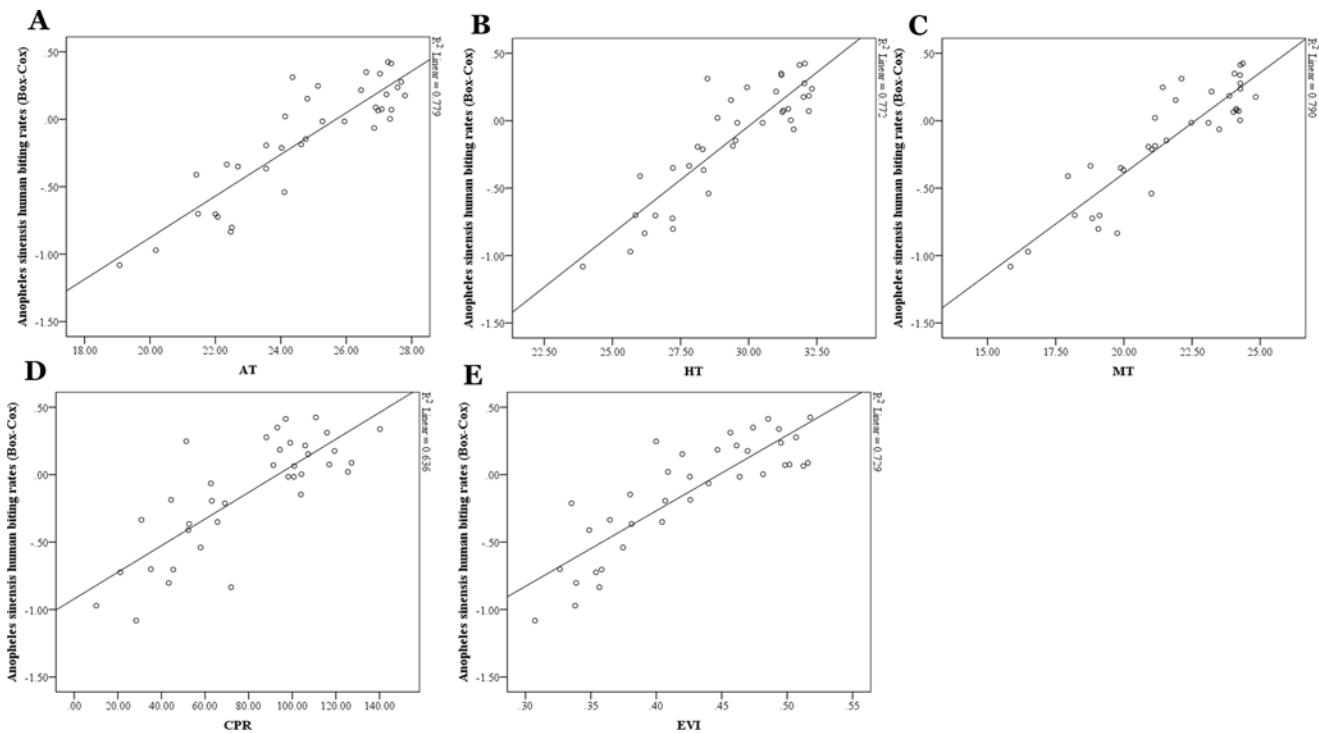 A
Anopheles sinensis human biting rates (Box-Cox)
.50
.00
-.50
-1.00
-1.50
18.00 20.00 22.00 24.00 26.00 28.00
AT
R² Linear = 0.779
B
Anopheles sinensis human biting rates (Box-Cox)
.50
.00
-.50
-1.00
-1.50
22.50 25.00 27.50 30.00 32.50
HT
R² Linear = 0.772
C
Anopheles sinensis human biting rates (Box-Cox)
.50
.00
-.50
-1.00
-1.50
15.00 17.50 20.00 22.50 25.00
MT
R² Linear = 0.790
D
Anopheles sinensis human biting rates (Box-Cox)
.50
.00
-.50
-1.00
-1.50
.00 20.00 40.00 60.00 80.00 100.00 120.00 140.00
CPR
R² Linear = 0.636
E
Anopheles sinensis human biting rates (Box-Cox)
.50
.00
-.50
-1.00
-1.50
.30 .35 .40 .45 .50 .55
EVI
R² Linear = 0.729